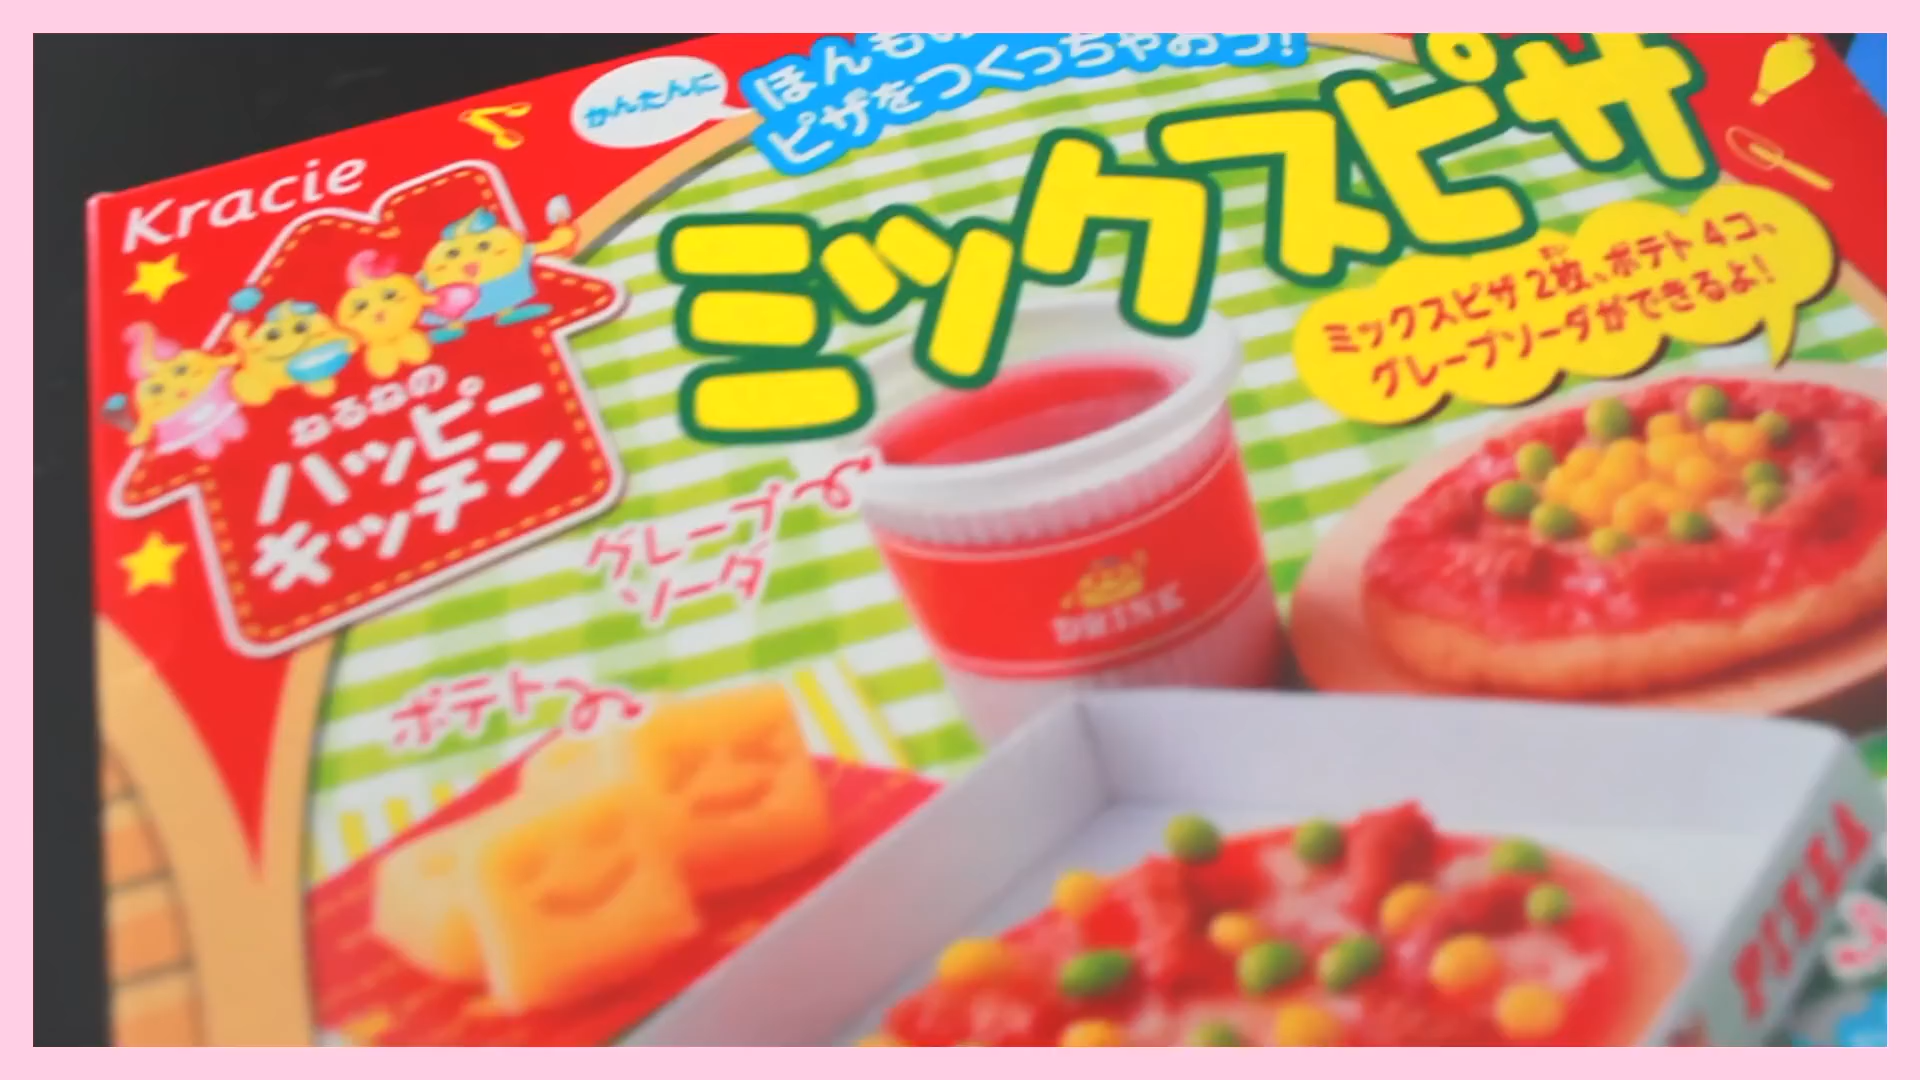 Kracie
かんたんに
ほんもの
ピザをつくっちゃおう!
ミックスピザ
ミックスピザ 2枚、ポテト 4コ、
グレープソーダができるよ!
ねるねの
ハッピー
キッチン
グレープ
ソーダ
DRINK
ポテト
PIZZA